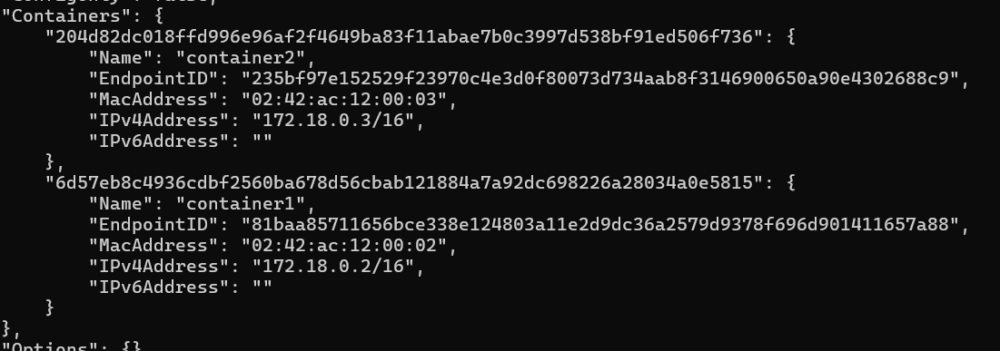 "Containers": {
"204d82dc018ffd996e96af2f4649ba83f11abae7b0c3997d538bf91ed506f736": {
"Name": "container2",
"EndpointID": "235bf97e152529f23970c4e3d0f80073d734aab8f3146900650a90e4302688c9",
"MacAddress": "02:42:ac:12:00:03",
"IPv4Address": "172.18.0.3/16",
"IPv6Address": ""
},
"6d57eb8c4936cdbf2560ba678d56cbab121884a7a92dc698226a28034a0e5815": {
"Name": "container1",
"EndpointID": "81baa85711656bce338e124803a11e2d9dc36a2579d9378f696d901411657a88",
"MacAddress": "02:42:ac:12:00:02",
"IPv4Address": "172.18.0.2/16",
"IPv6Address": ""
}
},
"Options": {}